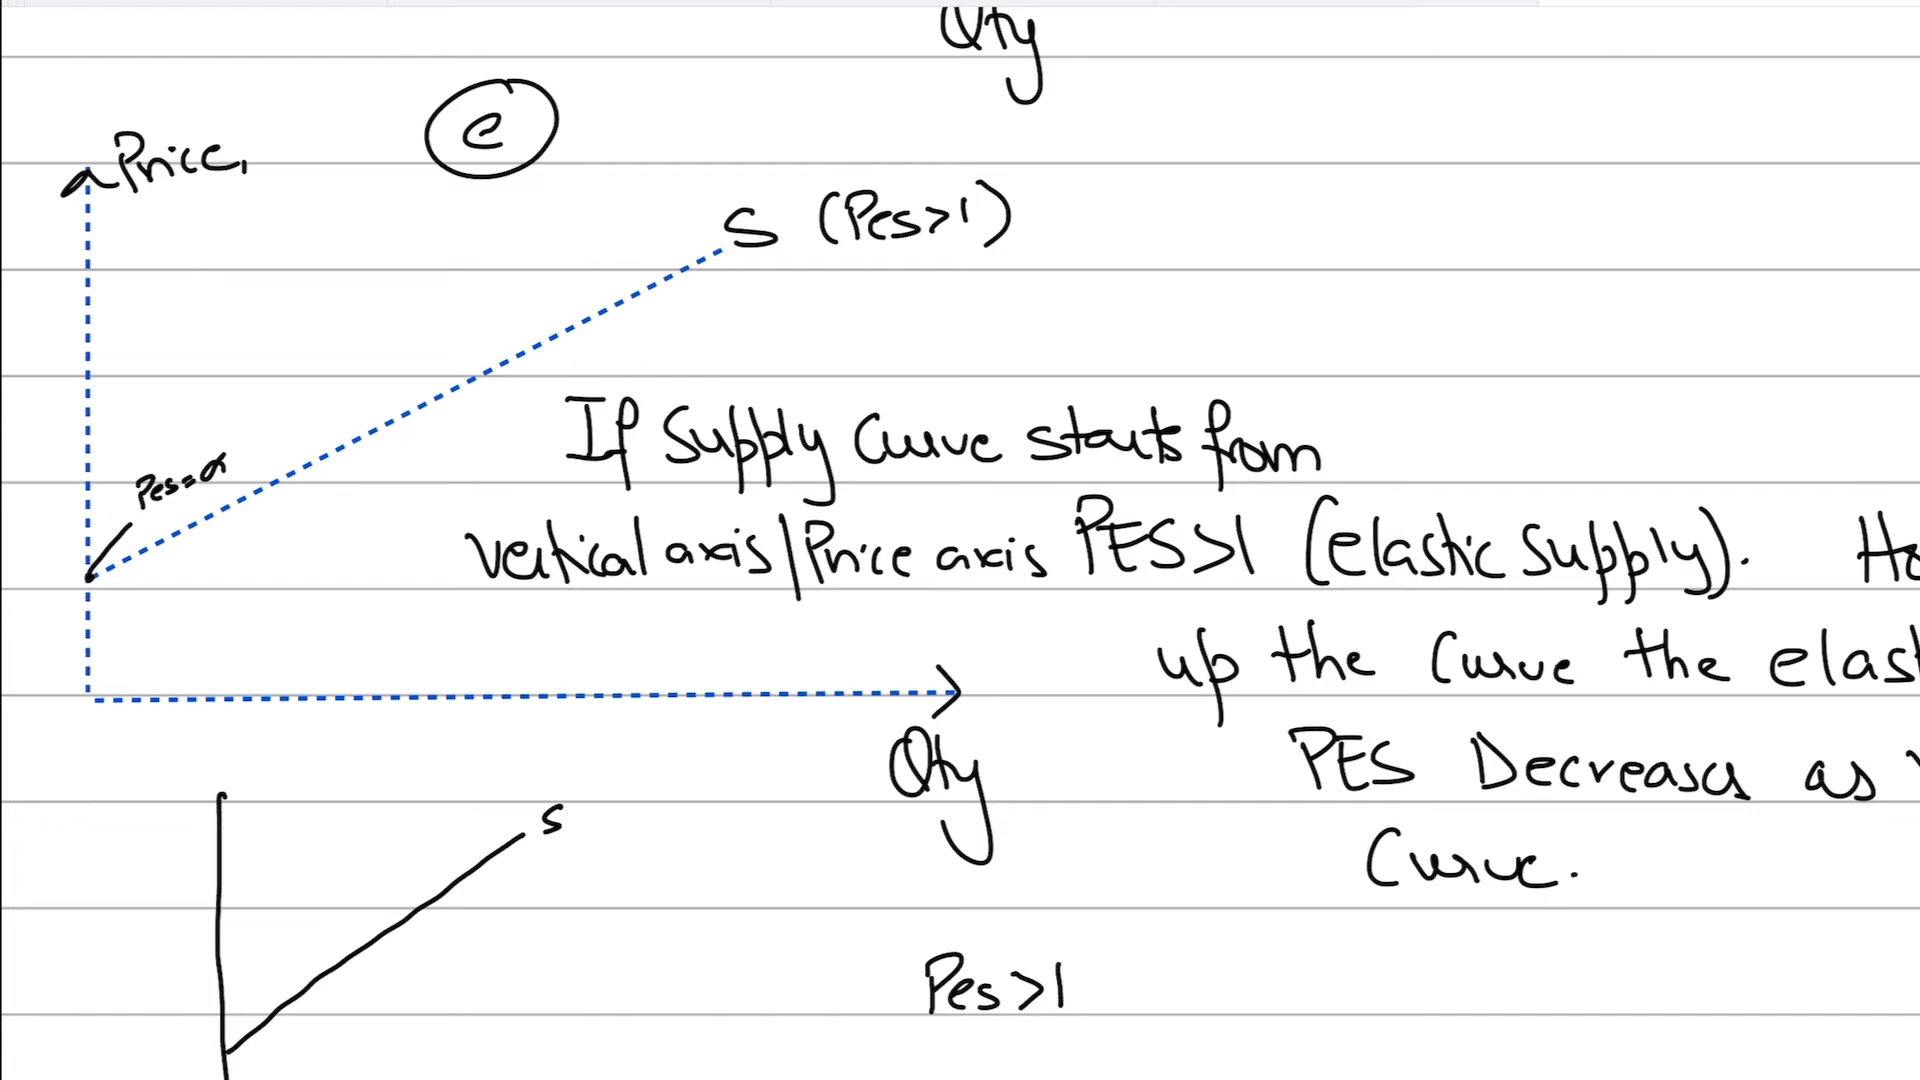 Qty
e
Price,
S (Pes>1)
Pes=α
If Supply Curve starts from
vertical axis/Price axis PES>1 (elastic supply).
up the Curve the elast
PES Decreases as
Curve.
Qty
S
Pes>1